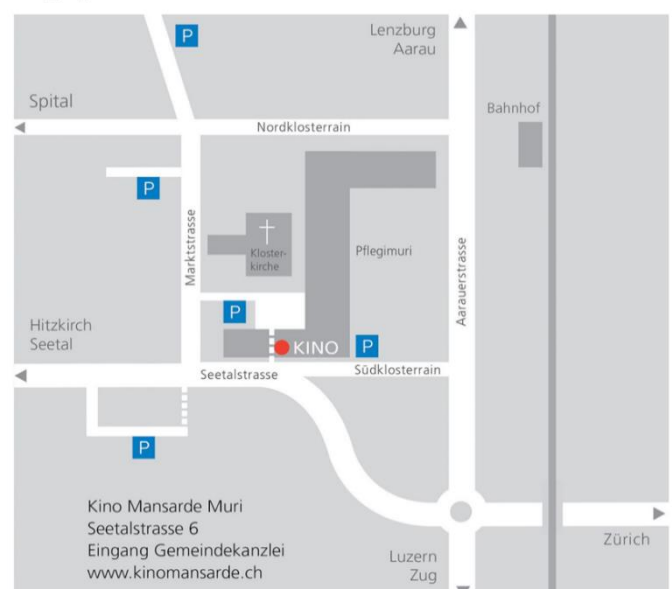 P
Lenzburg
Aarau
Spital
Bahnhof
Nordklosterrain
P
Marktstrasse
Kloster-
kirche
Pflegimuri
Aarauerstrasse
P
Hitzkirch
Seetal
KINO
P
Seetalstrasse
Südklosterrain
P
Kino Mansarde Muri
Seetalstrasse 6
Eingang Gemeindekanzlei
www.kinomansarde.ch
Zürich
Luzern
Zug